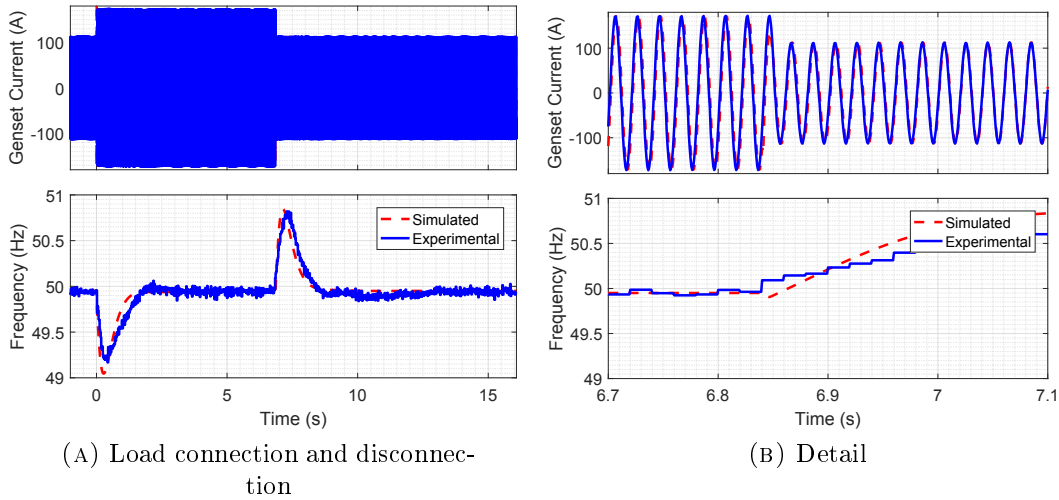 Genset Current (A)
100
0
-100
Frequency (Hz)
51
50.5
50
49.5
49
Simulated
Experimental
0
5
10
15
Time (s)
(A) Load connection and disconnec-
tion
Genset Current (A)
100
0
-100
Frequency (Hz)
51
50.5
50
49.5
49
Simulated
Experimental
6.7
6.8
6.9
7
7.1
Time (s)
(B) Detail